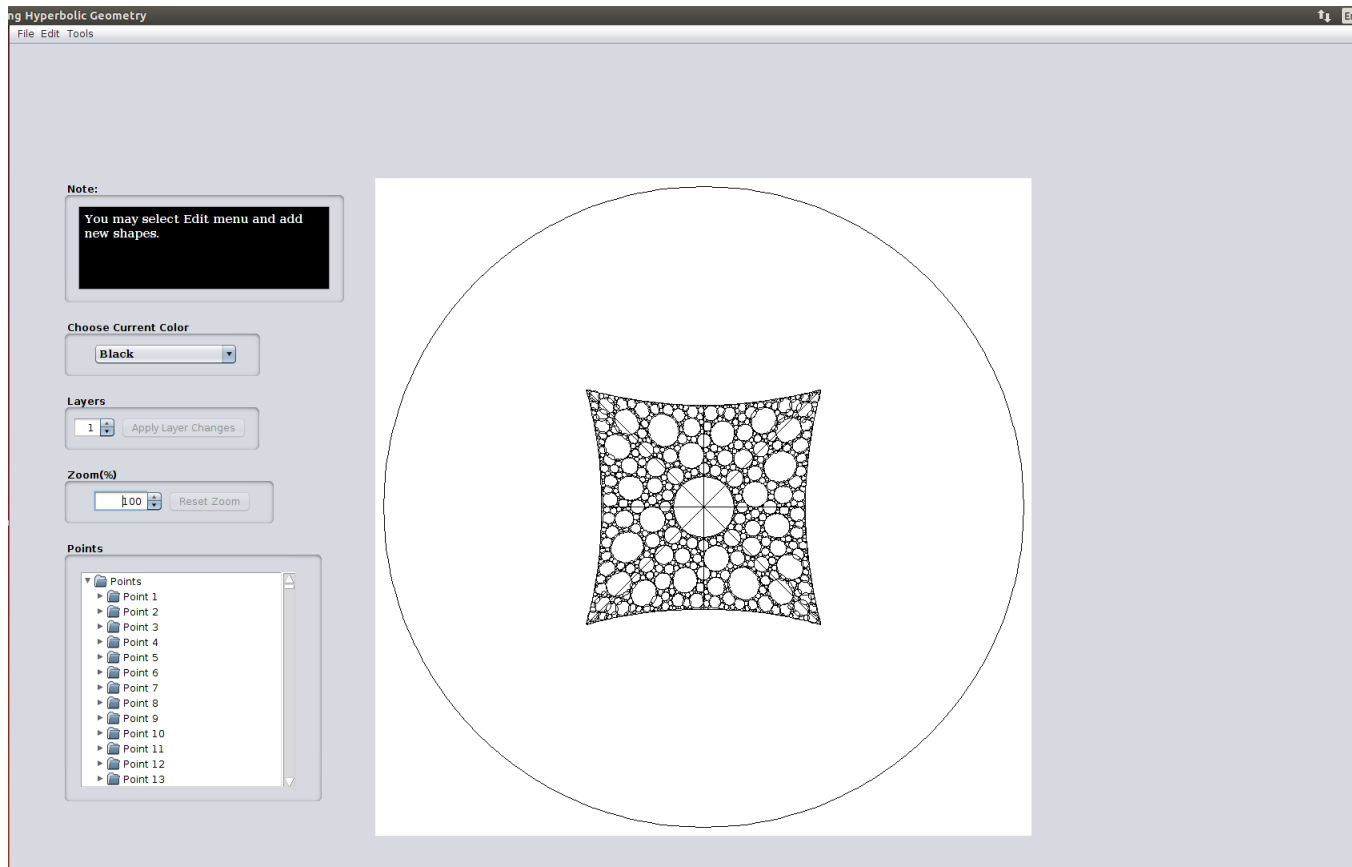 ng Hyperbolic Geometry
File Edit Tools
Note:
You may select Edit menu and add
new shapes.
Choose Current Color
Black
Layers
1
Apply Layer Changes
Zoom(%)
100
Reset Zoom
Points
Points
Point 1
Point 2
Point 3
Point 4
Point 5
Point 6
Point 7
Point 8
Point 9
Point 10
Point 11
Point 12
Point 13